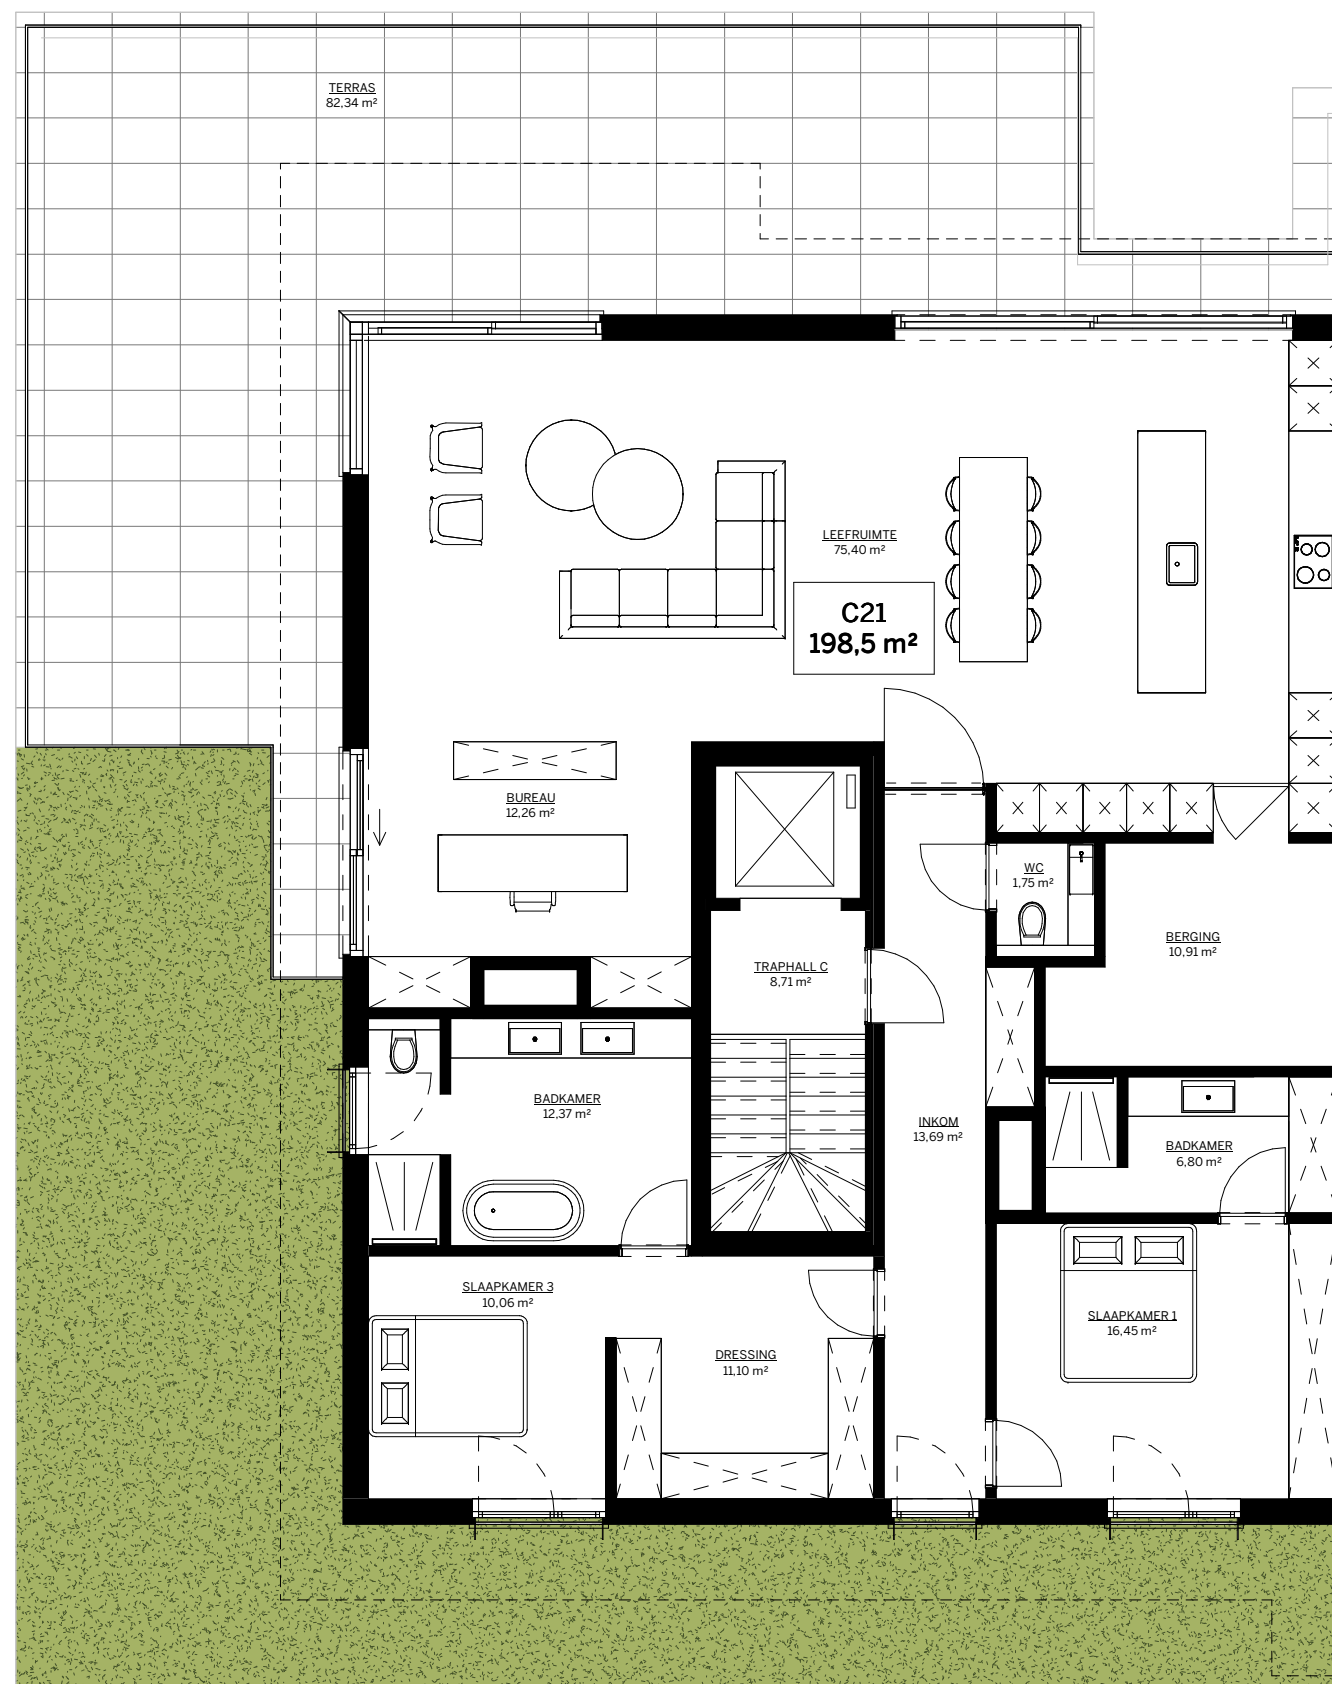 TERRAS
82,34 m²
LEEFRUIMTE
75,40 m²
C21
198,5 m²
BUREAU
12,26 m²
WC
1,75 m²
BERGING
10,91 m²
TRAPHALL C
8,71 m²
BADKAMER
12,37 m²
INKOM
13,69 m²
BADKAMER
6,80 m²
SLAAPKAMER 3
10,06 m²
SLAAPKAMER 1
16,45 m²
DRESSING
11,10 m²